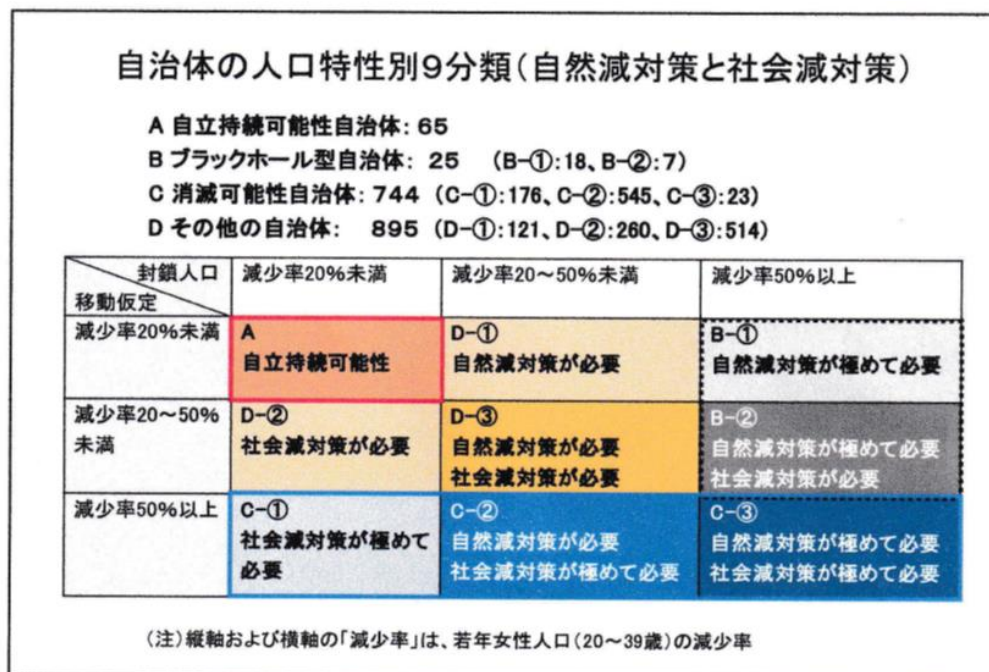 自治体の人口特性別9分類(自然減対策と社会減対策)
A 自立持続可能性自治体: 65
B ブラックホール型自治体: 25 (B-①:18、B-②:7)
C 消滅可能性自治体: 744 (C-①:176、C-②:545、C-③:23)
D その他の自治体: 895 (D-①:121、D-②:260、D-③:514)
封鎖人口
移動仮定
減少率20%未満
減少率20~50%未満
減少率50%以上
減少率20%未満
A
自立持続可能性
D-①
自然減対策が必要
B-①
自然減対策が極めて必要
減少率20~50%
未満
D-②
社会減対策が必要
D-③
自然減対策が必要
社会減対策が必要
B-②
自然減対策が極めて必要
社会減対策が必要
減少率50%以上
C-①
社会減対策が極めて
必要
C-②
自然減対策が必要
社会減対策が極めて必要
C-③
自然減対策が極めて必要
社会減対策が極めて必要
(注)縦軸および横軸の「減少率」は、若年女性人口(20~39歳)の減少率